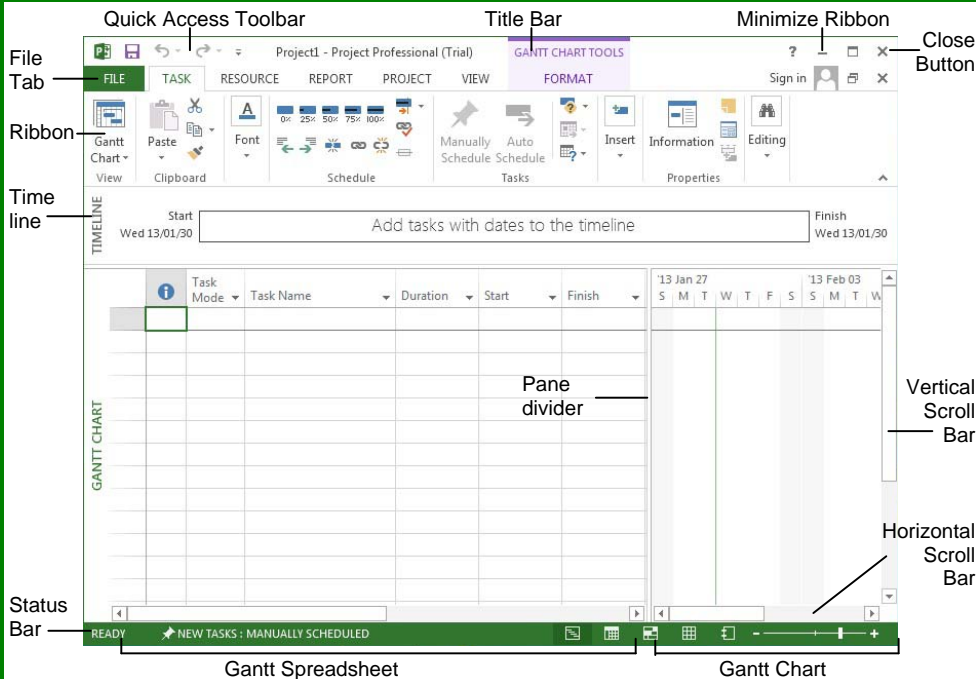 Quick Access Toolbar
Title Bar
Minimize Ribbon
Close
Button
File
Tab
Project1 - Project Professional (Trial)
GANTT CHART TOOLS
?
FILE
TASK
RESOURCE
REPORT
PROJECT
VIEW
FORMAT
Sign in
Ribbon
Gantt
Chart
Paste
A
Font
0% 25% 50% 75% 100%
Manually
Schedule
Auto
Schedule
Insert
Information
Editing
View
Clipboard
Schedule
Tasks
Properties
Time
line
TIMELINE
Start
Wed 13/01/30
Add tasks with dates to the timeline
Finish
Wed 13/01/30
Task
Mode
Task Name
Duration
Start
Finish
'13 Jan 27
'13 Feb 03
S M T W T F S S M T W
GANTT CHART
Pane
divider
Vertical
Scroll
Bar
Horizontal
Scroll
Bar
Status
Bar
READY
NEW TASKS : MANUALLY SCHEDULED
- +
Gantt Spreadsheet
Gantt Chart